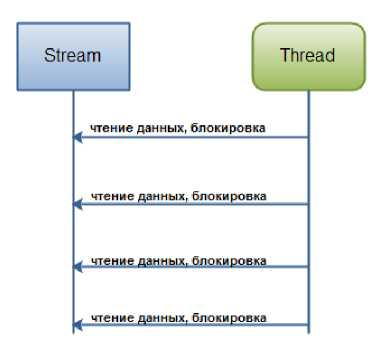 Stream
Thread
чтение данных, блокировка
чтение данных, блокировка
чтение данных, блокировка
чтение данных, блокировка